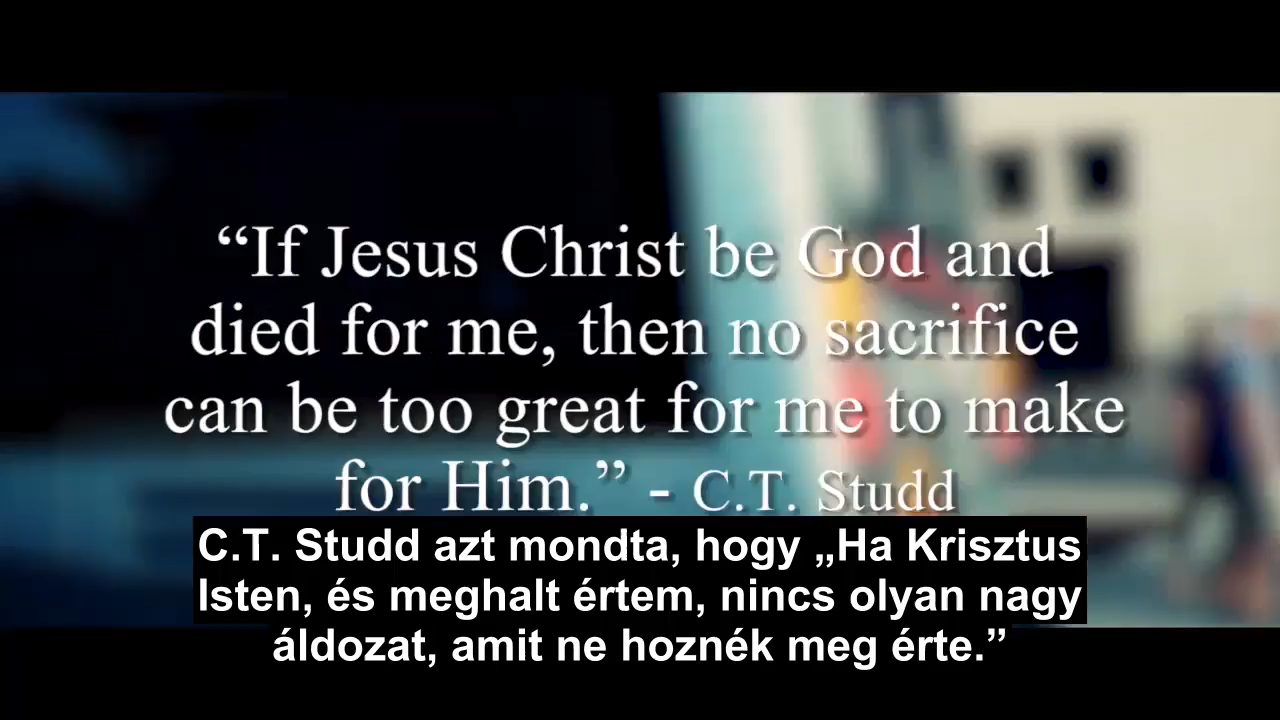 “If Jesus Christ be God and
died for me, then no sacrifice
can be too great for me to make
for Him.” - C.T. Studd
C.T. Studd azt mondta, hogy „Ha Krisztus
Isten, és meghalt értem, nincs olyan nagy
áldozat, amit ne hoznék meg érte.”